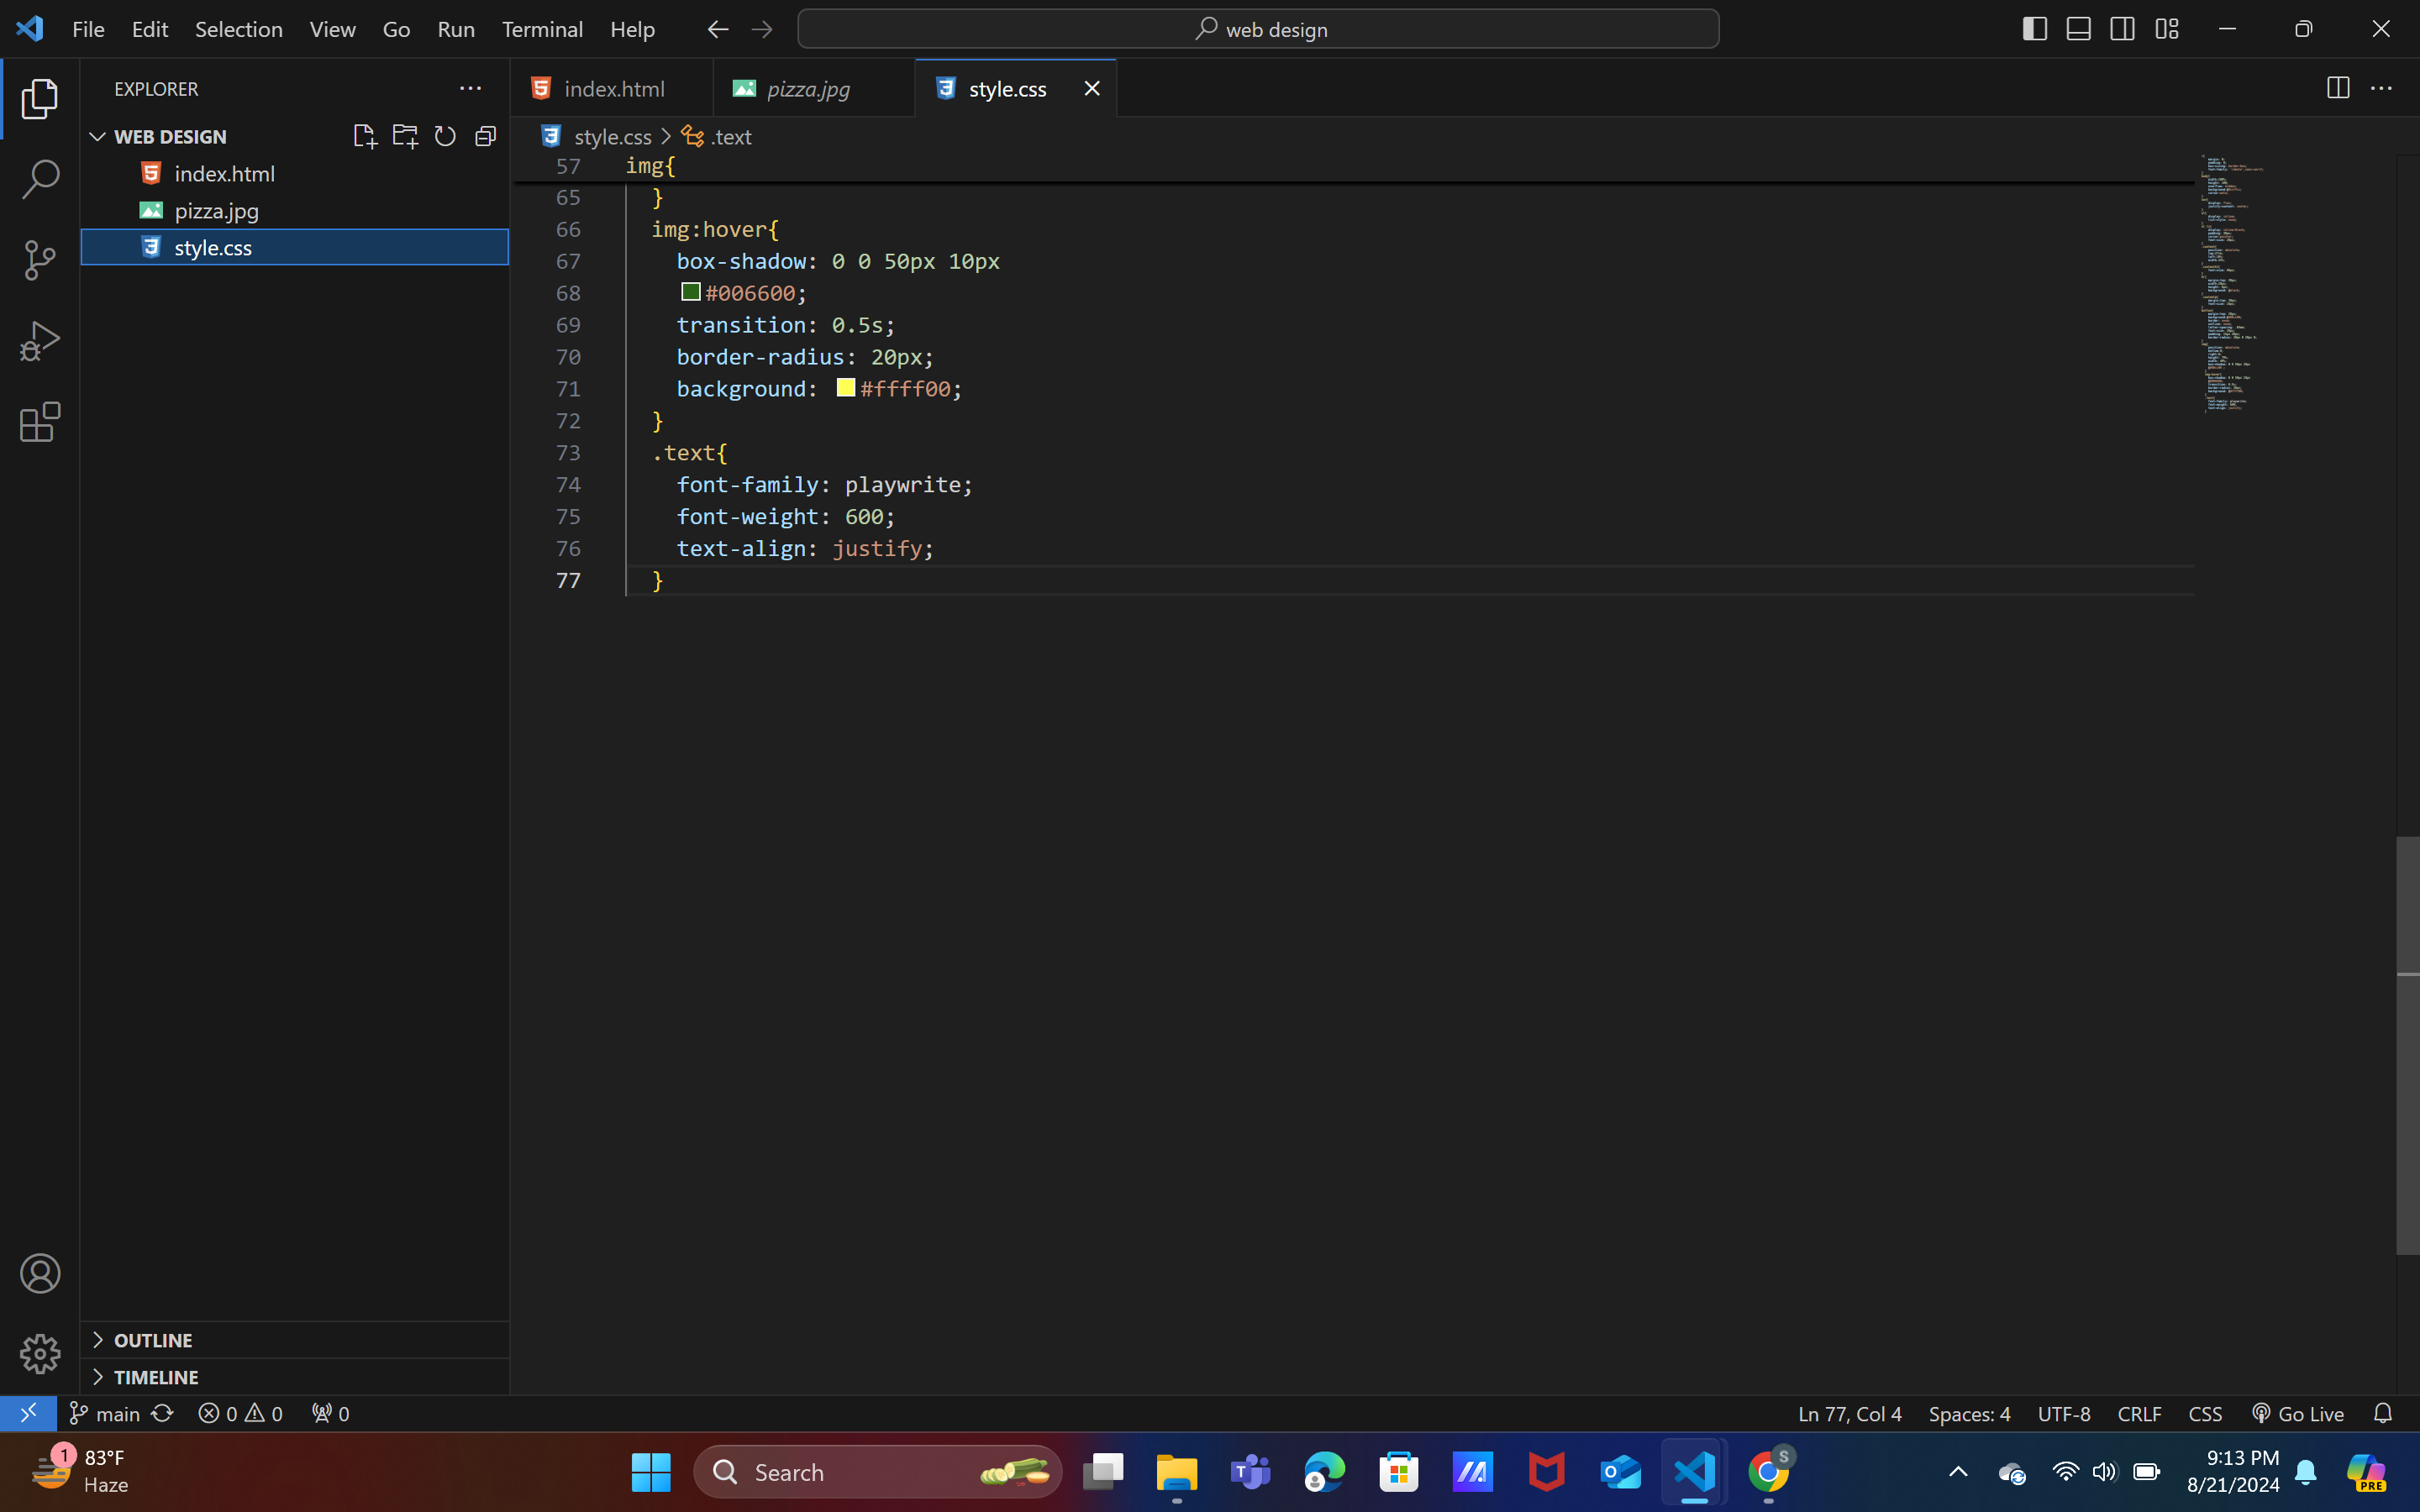 File Edit Selection View Go Run Terminal Help
web design
EXPLORER
WEB DESIGN
index.html
pizza.jpg
style.css
OUTLINE
TIMELINE
index.html pizza.jpg style.css
style.css > .text
57 img{
65 }
66 img:hover{
67 box-shadow: 0 0 50px 10px
68 #006600;
69 transition: 0.5s;
70 border-radius: 20px;
71 background: #ffff00;
72 }
73 .text{
74 font-family: playwrite;
75 font-weight: 600;
76 text-align: justify;
77 }
main 0 0 0
Ln 77, Col 4 Spaces: 4 UTF-8 CRLF CSS Go Live
1 83°F
Haze
Search
S
9:13 PM
8/21/2024
PRE